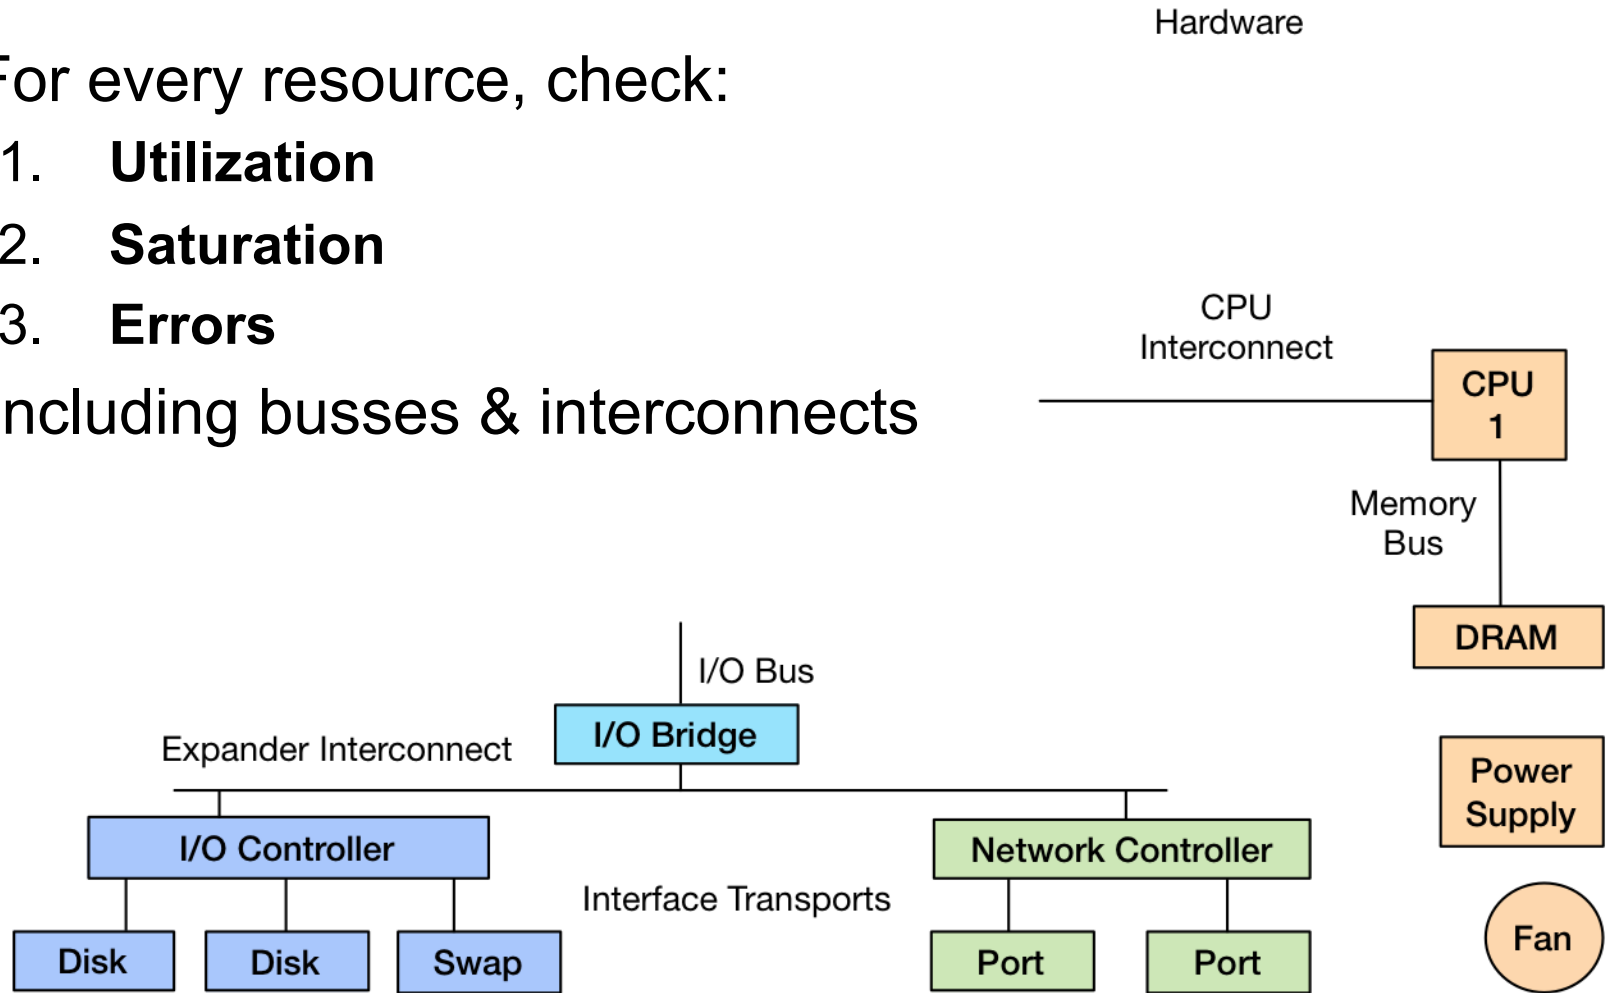 Hardware
For every resource, check:
1. Utilization
2. Saturation
3. Errors
Including busses & interconnects
CPU
Interconnect
CPU
1
Memory
Bus
DRAM
I/O Bus
I/O Bridge
Expander Interconnect
Power
Supply
I/O Controller
Network Controller
Interface Transports
Fan
Disk
Disk
Swap
Port
Port